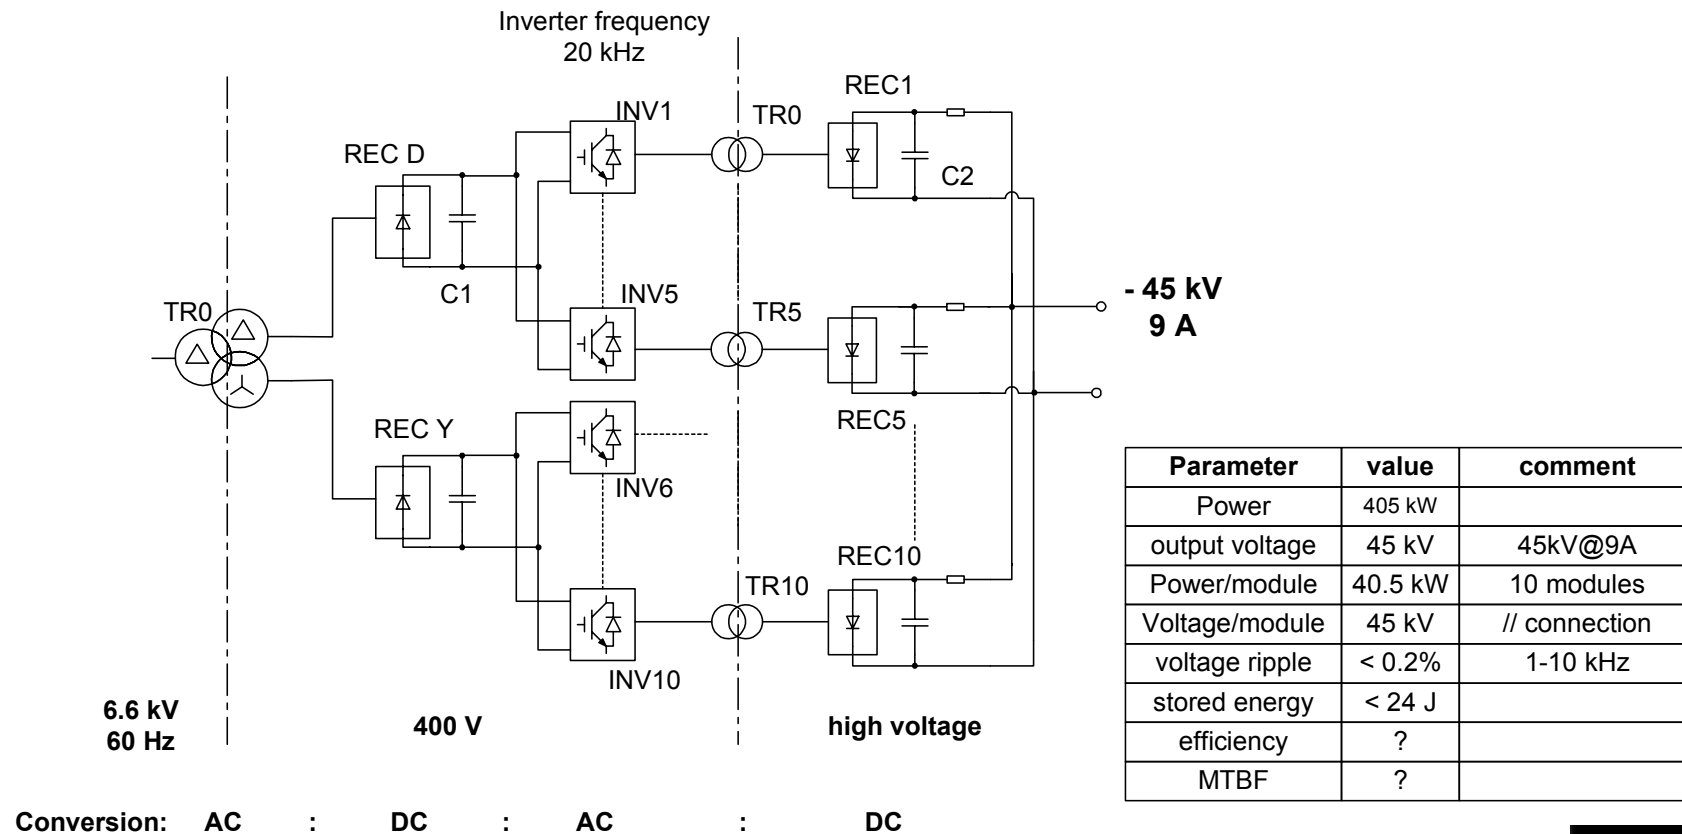 Inverter frequency
20 kHz
REC1
INV1
TR0
REC D
C2
C1
INV5
TR0
TR5
- 45 kV
9 A
REC Y
REC5
INV6
REC10
TR10
INV10
6.6 kV
60 Hz
400 V
high voltage
Conversion: AC : DC : AC : DC
Parameter value comment
Power 405 kW
output voltage 45 kV 45kV@9A
Power/module 40.5 kW 10 modules
Voltage/module 45 kV // connection
voltage ripple < 0.2% 1-10 kHz
stored energy < 24 J
efficiency ?
MTBF ?